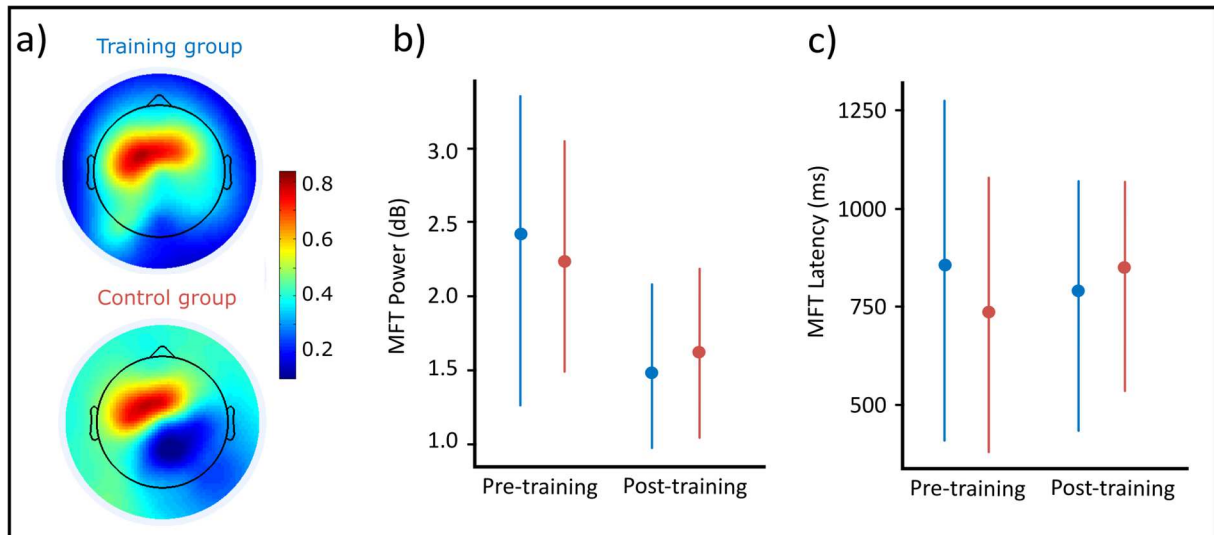 a)
Training group
Control group
0.8
0.6
0.4
0.2
b)
MFT Power (dB)
3.0
2.5
2.0
1.5
1.0
Pre-training Post-training
c)
MFT Latency (ms)
1250
1000
750
500
Pre-training Post-training